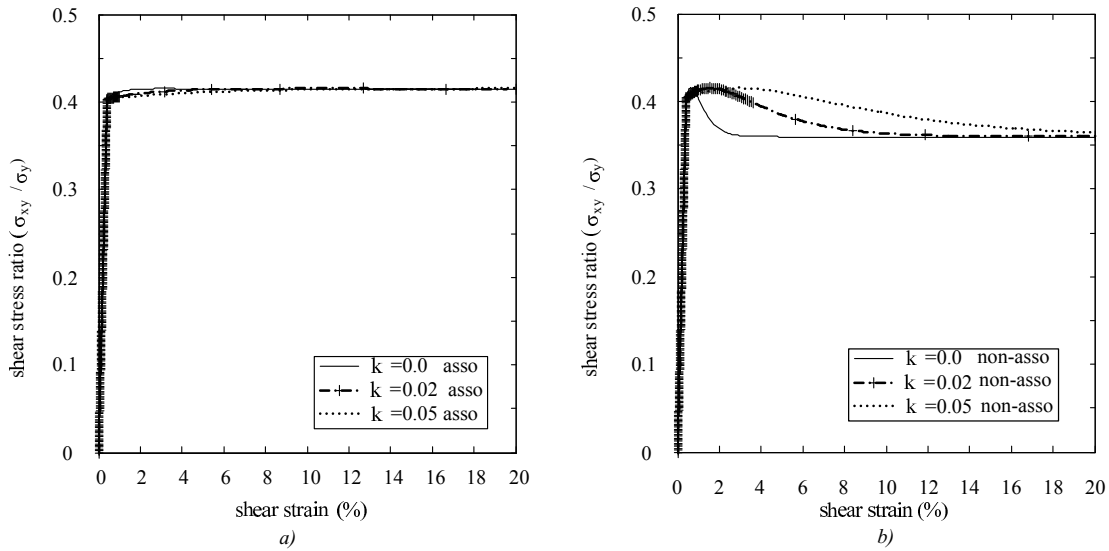 0.5
0.4
0.3
0.2
0.1
0
shear stress ratio ( σxy / σy )
0 2 4 6 8 10 12 14 16 18 20
shear strain (%)
k =0.0 asso
k =0.02 asso
k =0.05 asso
a)
0.5
0.4
0.3
0.2
0.1
0
shear stress ratio ( σxy / σy )
0 2 4 6 8 10 12 14 16 18 20
shear strain (%)
k =0.0 non-asso
k =0.02 non-asso
k =0.05 non-asso
b)